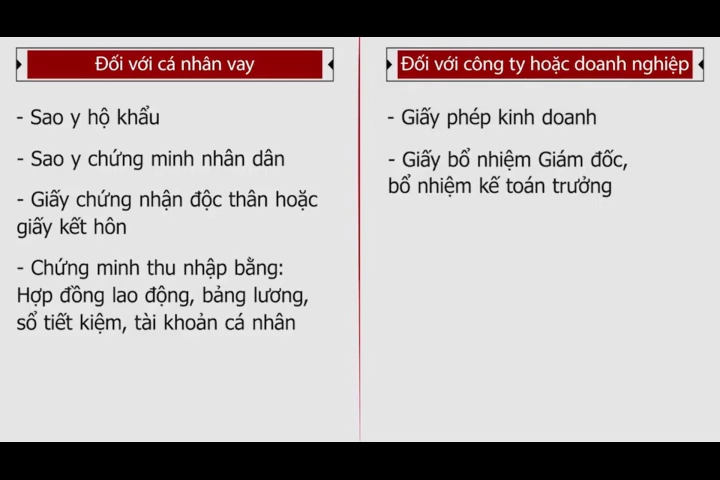 Đối với cá nhân vay
- Sao y hộ khẩu
- Sao y chứng minh nhân dân
- Giấy chứng nhận độc thân hoặc
giấy kết hôn
- Chứng minh thu nhập bằng:
Hợp đồng lao động, bảng lương,
sổ tiết kiệm, tài khoản cá nhân
Đối với công ty hoặc doanh nghiệp
- Giấy phép kinh doanh
- Giấy bổ nhiệm Giám đốc,
bổ nhiệm kế toán trưởng